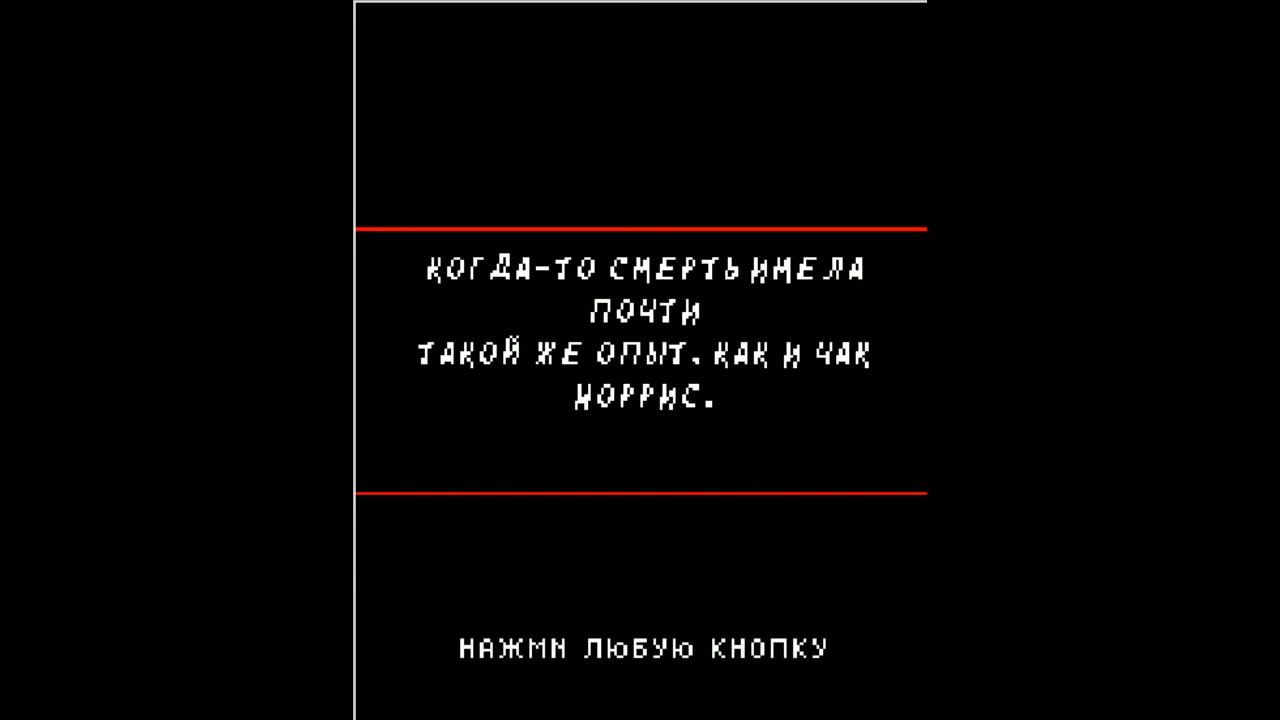 КОГДА-ТО СМЕРТЬ ИМЕЛА
ПОЧТИ
ТАКОЙ ЖЕ ОПЫТ, КАК И ЧАК
НОРРИС.
НАЖМИ ЛЮБУЮ КНОПКУ